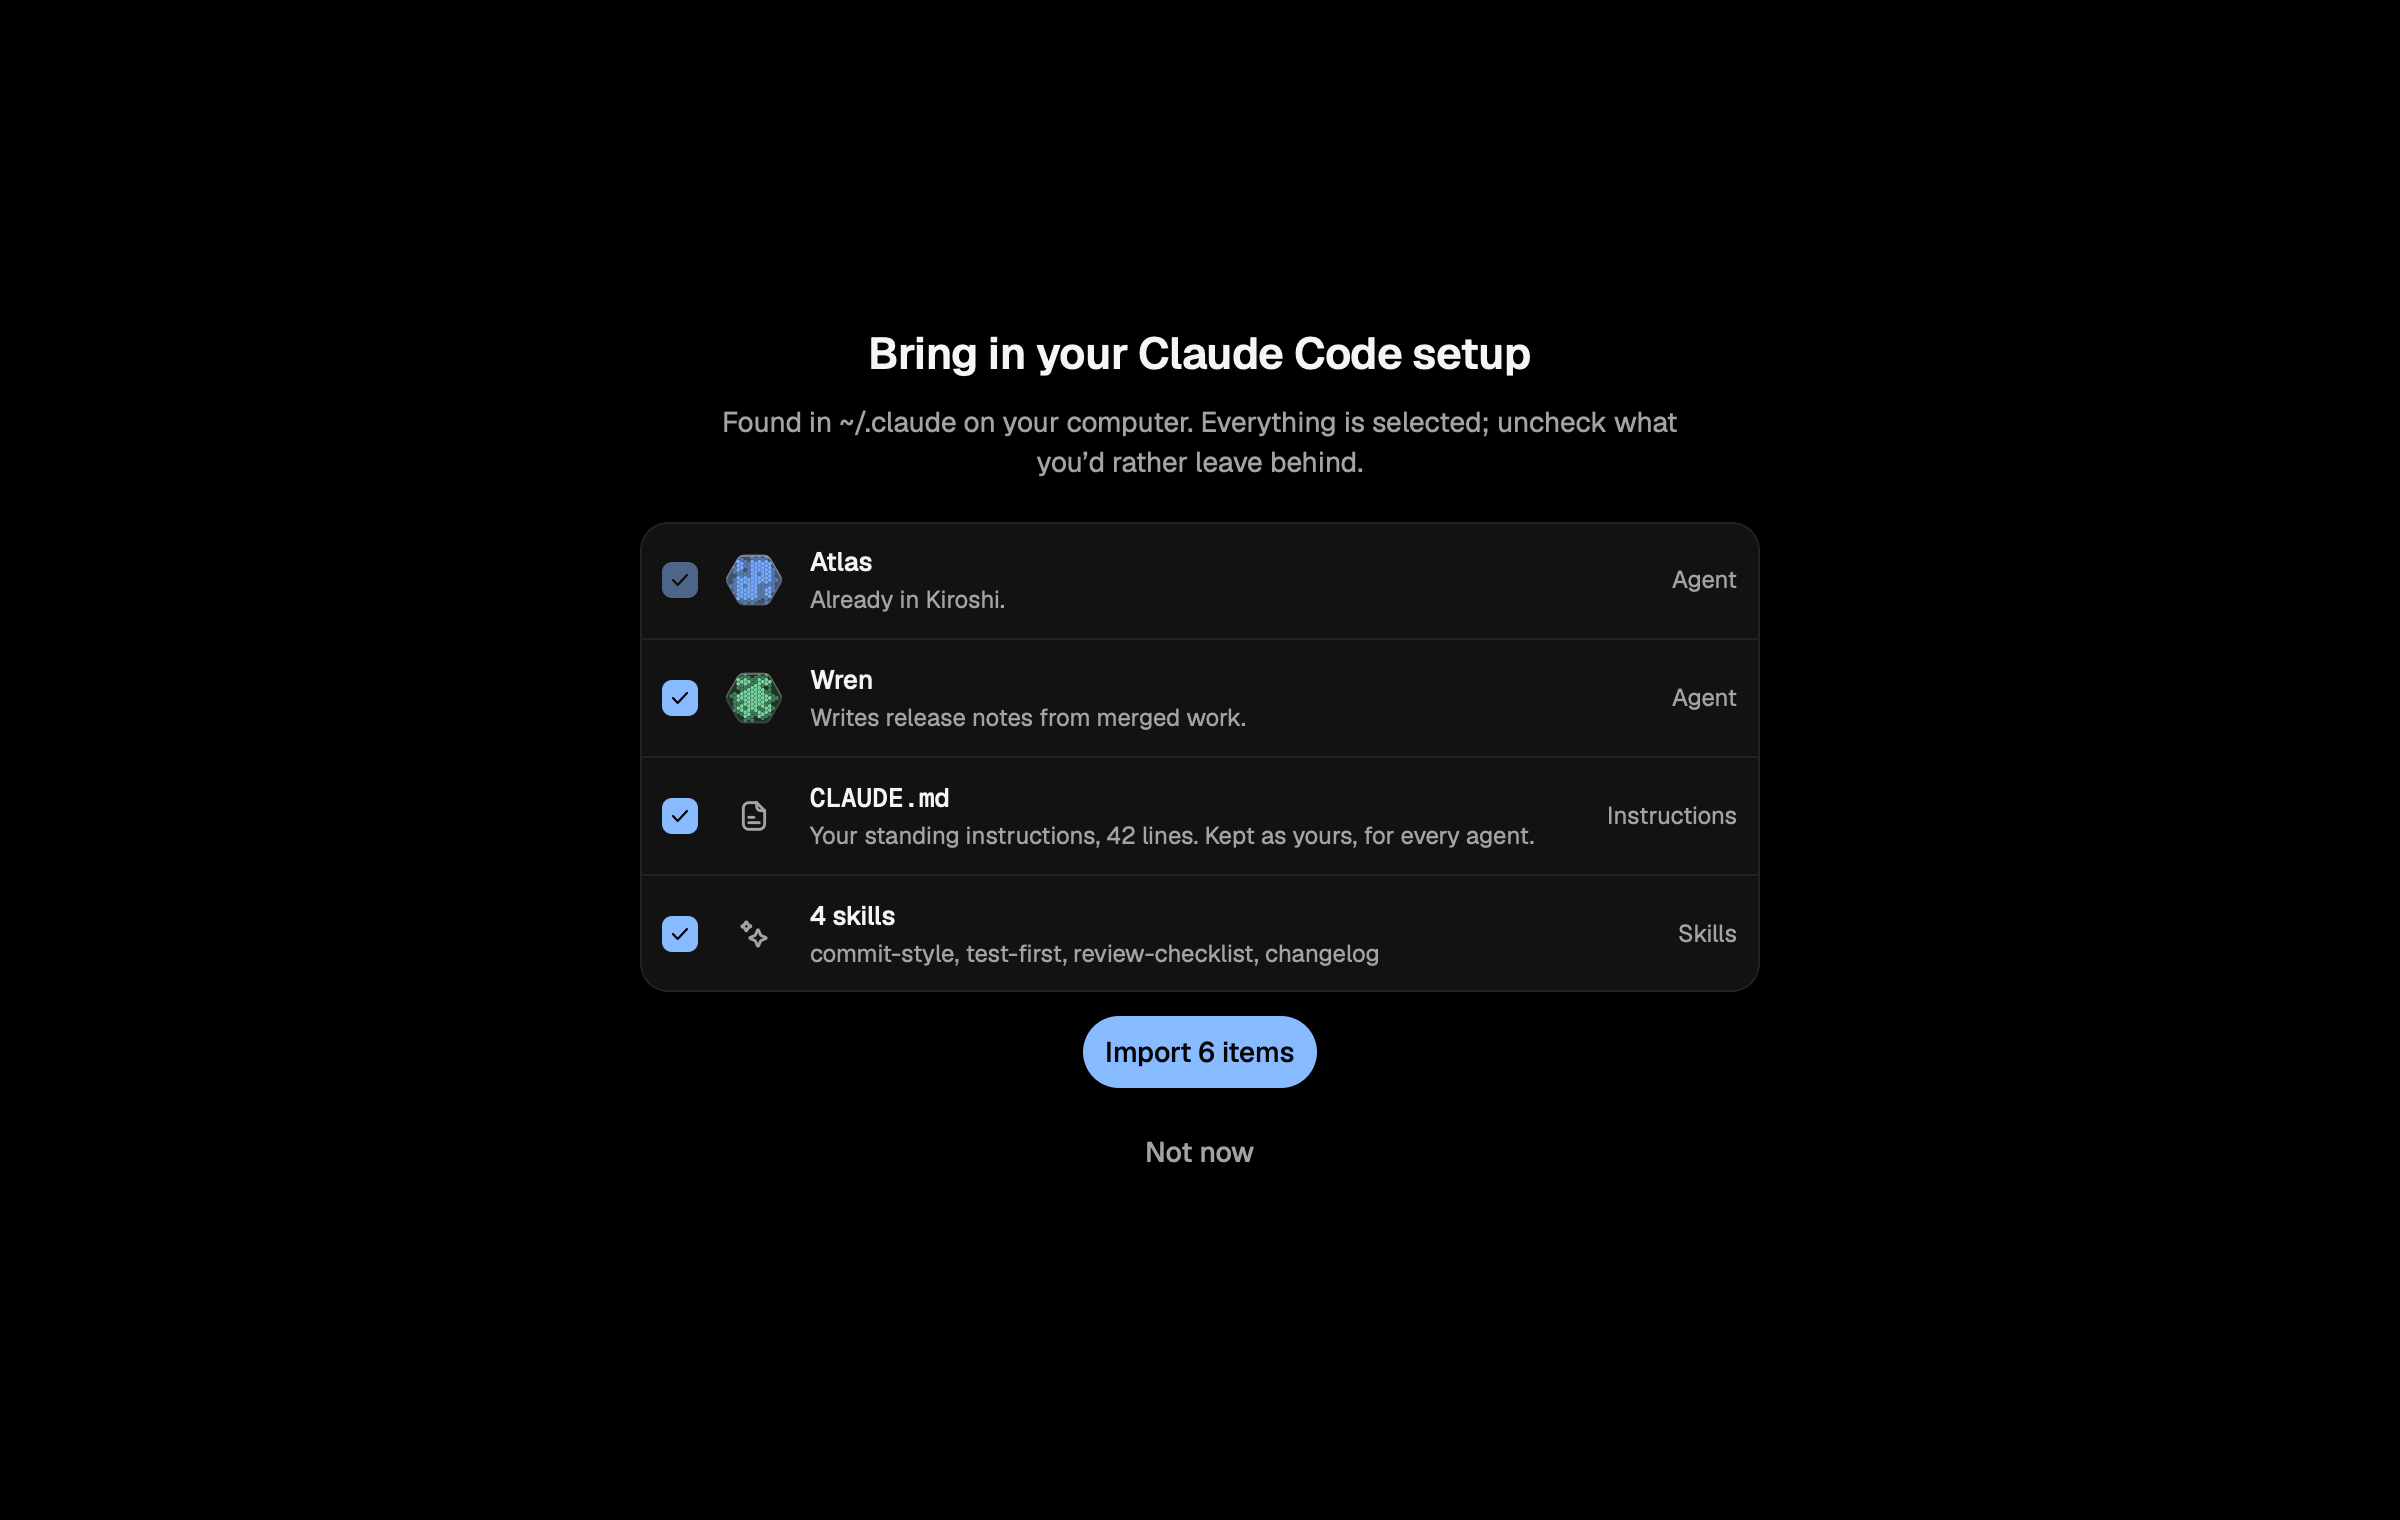 Bring in your Claude Code setup
Found in ~/.claude on your computer. Everything is selected; uncheck what
you’d rather leave behind.
Atlas
Already in Kiroshi.
Agent
Wren
Writes release notes from merged work.
Agent
CLAUDE.md
Your standing instructions, 42 lines. Kept as yours, for every agent.
Instructions
4 skills
commit-style, test-first, review-checklist, changelog
Skills
Import 6 items
Not now